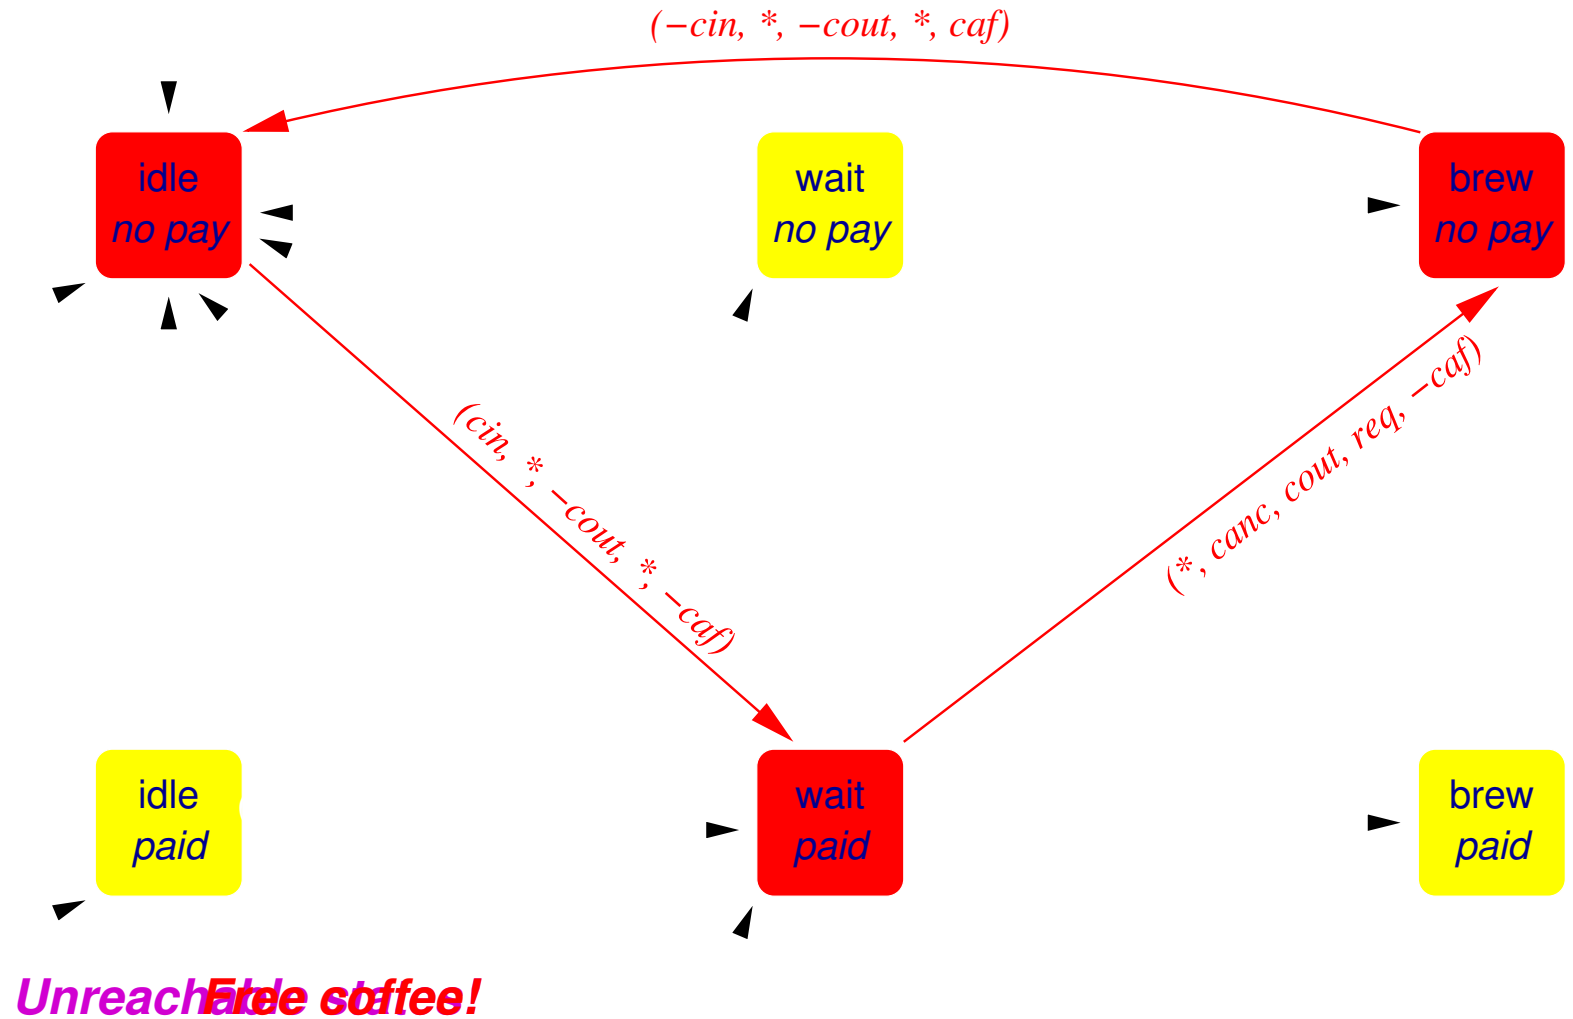 (−cin, *, −cout, *, caf)
idle
no pay
wait
no pay
brew
no pay
(cin, *, −cout, *, −caf)
(*, canc, cout, req, −caf)
idle
paid
wait
paid
brew
paid
Free coffee!